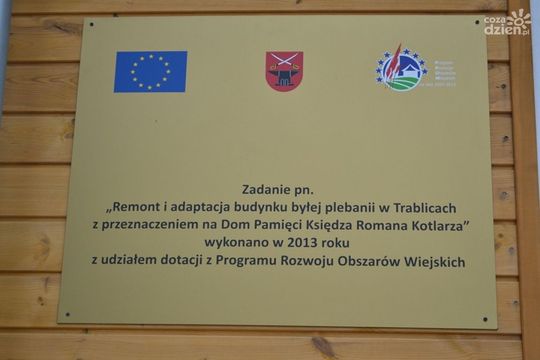 coza
dzien.pl
Zadanie pn.
„Remont i adaptacja budynku byłej plebanii w Trablicach
z przeznaczeniem na Dom Pamięci Księdza Romana Kotlarza”
wykonano w 2013 roku
z udziałem dotacji z Programu Rozwoju Obszarów Wiejskich